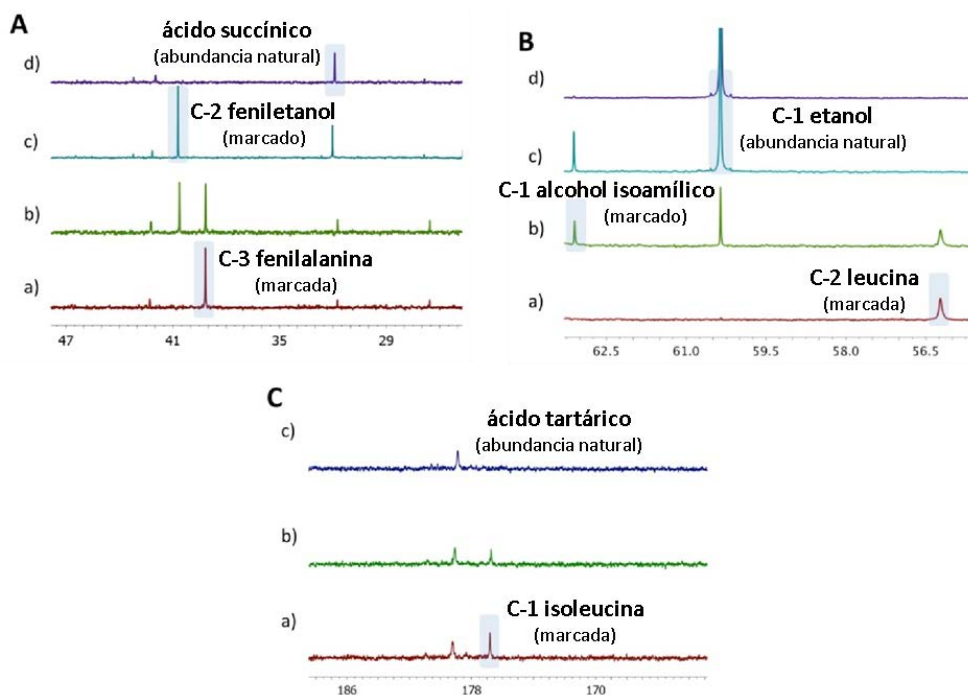 A
ácido succínico
(abundancia natural)
d)
C-2 feniletanol
(marcado)
c)
b)
C-3 fenilalanina
(marcada)
a)
47 41 35 29
B
d)
C-1 etanol
(abundancia natural)
c)
C-1 alcohol isoamílico
(marcado)
b)
C-2 leucina
(marcada)
a)
62.5 61.0 59.5 58.0 56.5
C
ácido tartárico
(abundancia natural)
c)
b)
C-1 isoleucina
(marcada)
a)
186 178 170